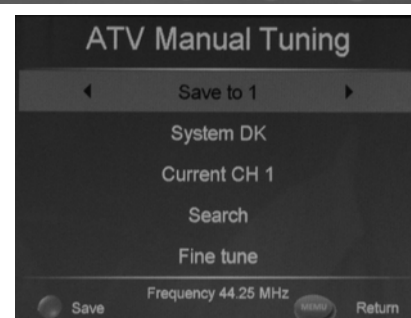 ATV Manual Tuning
Save to 1
System DK
Current CH 1
Search
Fine tune
Frequency 44.25 MHz
Save MENU Return